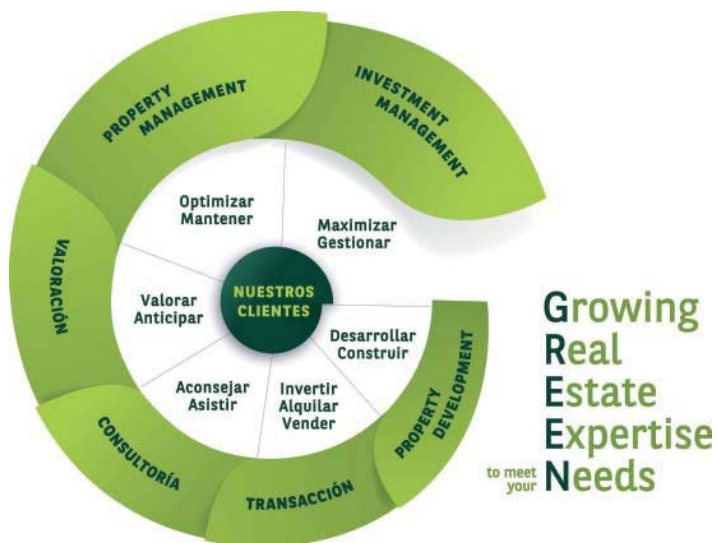 PROPERTY
MANAGEMENT
INVESTMENT
MANAGEMENT
Optimizar
Mantener
Maximizar
Gestionar
VALORACIÓN
Valorar
Anticipar
NUESTROS
CLIENTES
Desarrollar
Construir
Aconsejar
Asistir
Invertir
Alquilar
Vender
CONSULTORÍA
TRANSACCIÓN
PROPERTY
DEVELOPMENT
Growing
Real
Estate
Expertise
to meet
your Needs